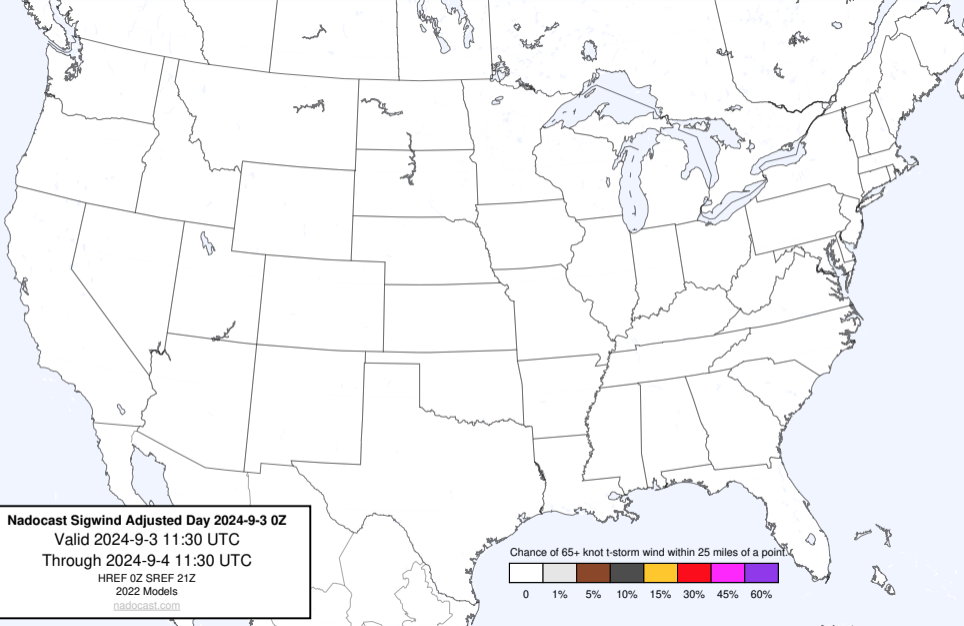 Nadocast Sigwind Adjusted Day 2024-9-3 0Z
Valid 2024-9-3 11:30 UTC
Through 2024-9-4 11:30 UTC
HREF 0Z SREF 21Z
2022 Models
nadocast.com
Chance of 65+ knot t-storm wind within 25 miles of a point.
0 1% 5% 10% 15% 30% 45% 60%